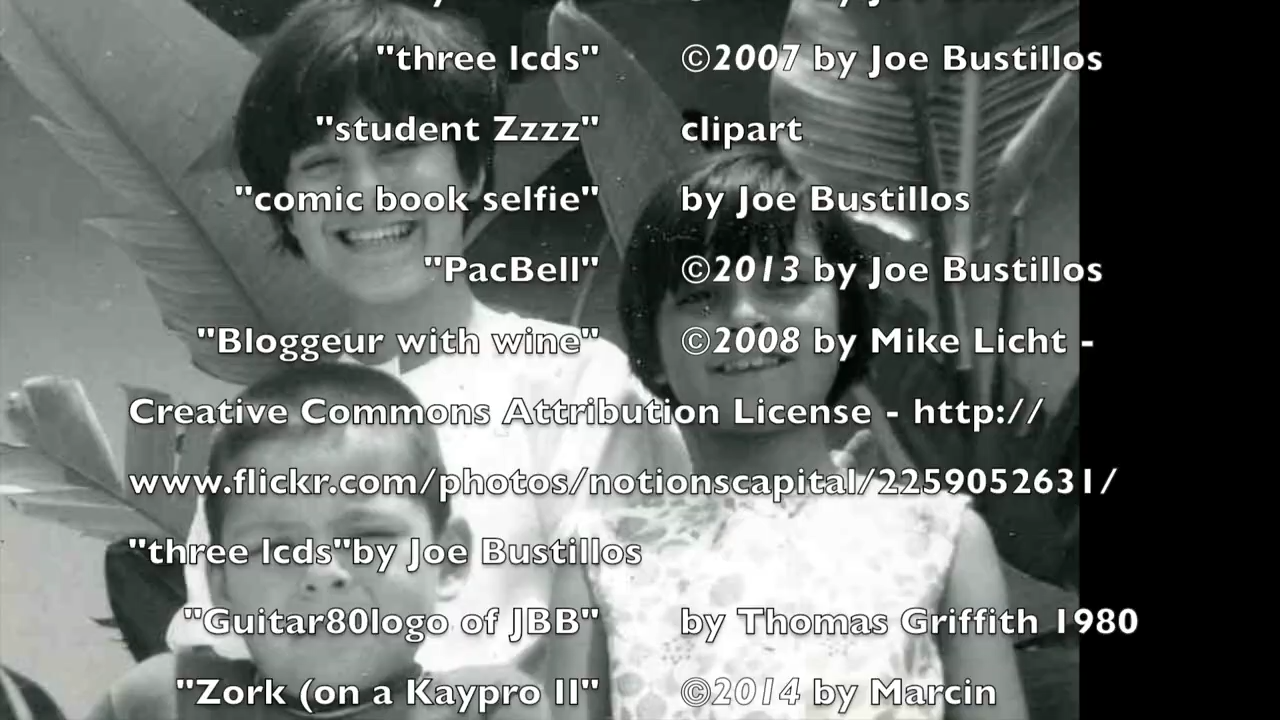 "three lcds" ©2007 by Joe Bustillos
"student Zzzz" clipart
"comic book selfie" by Joe Bustillos
"PacBell" ©2013 by Joe Bustillos
"Bloggeur with wine" ©2008 by Mike Licht -
Creative Commons Attribution License - http://
www.flickr.com/photos/notionscapital/2259052631/
"three lcds"by Joe Bustillos
"Guitar80logo of JBB" by Thomas Griffith 1980
"Zork (on a Kaypro II" ©2014 by Marcin